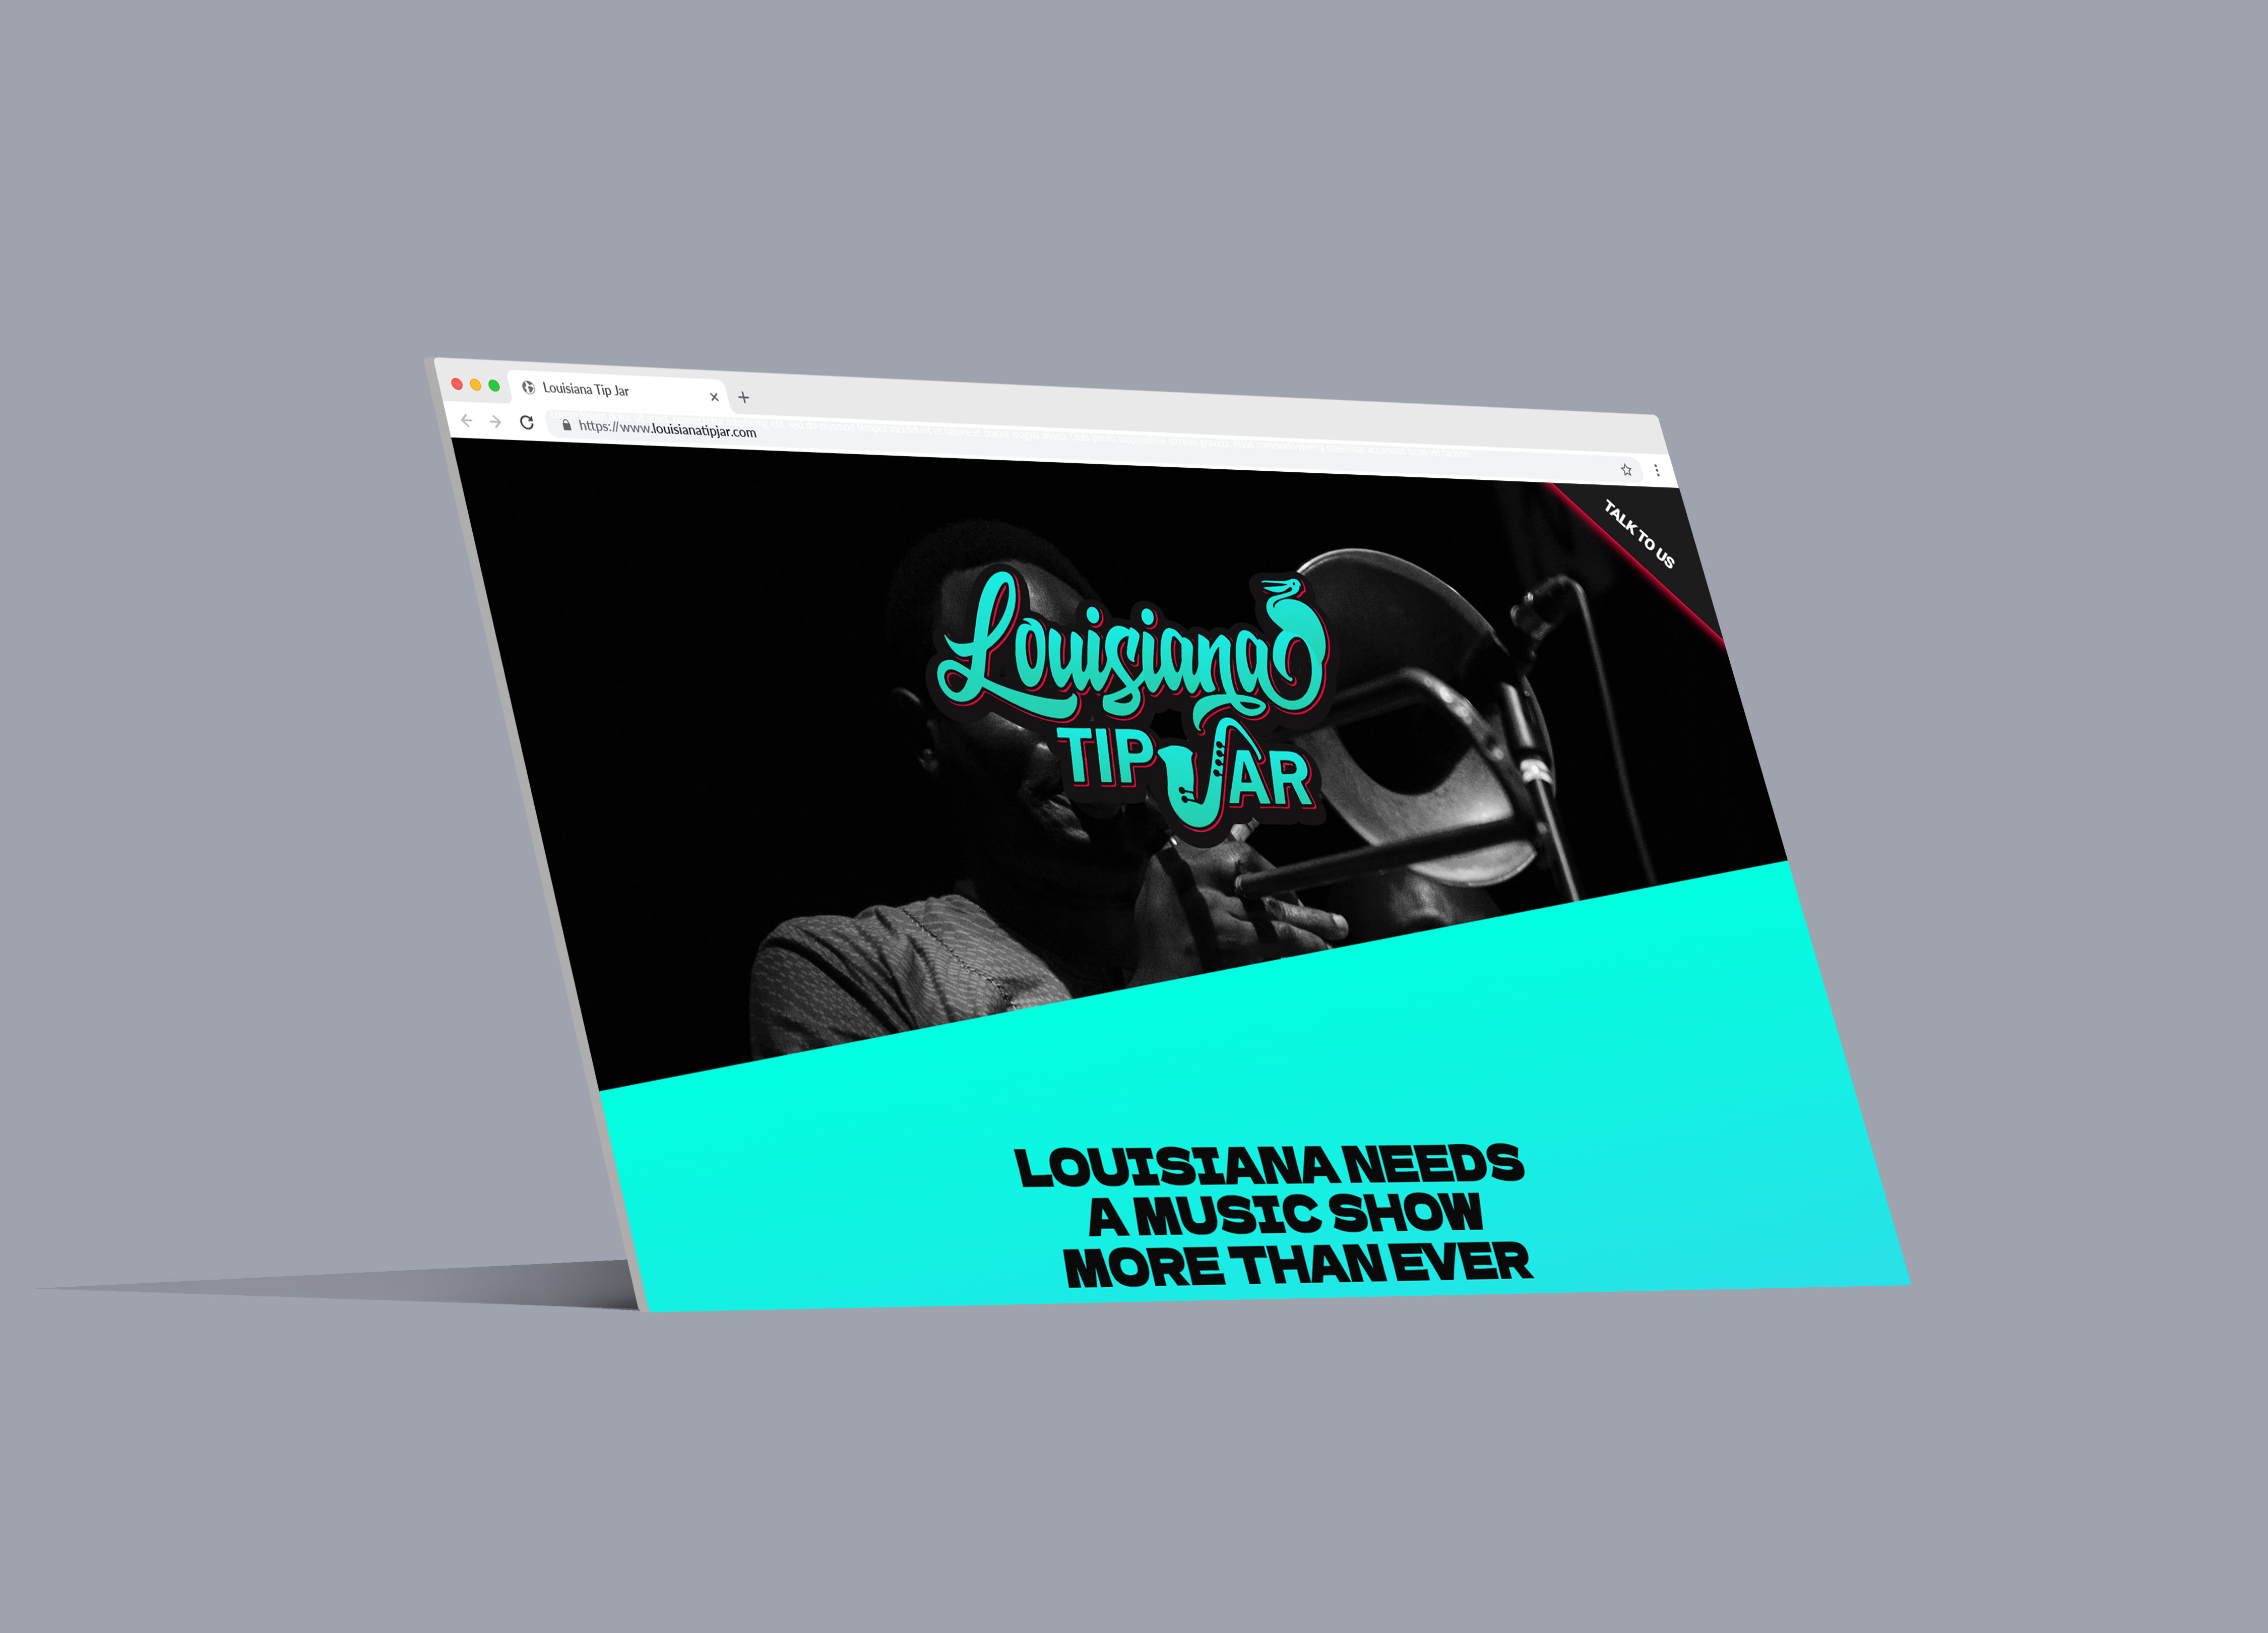 Louisiana Tip Jar
https://www.louisianatipjar.com
TALK TO US
Louisiana
TIP JAR
LOUISIANA NEEDS
A MUSIC SHOW
MORE THAN EVER